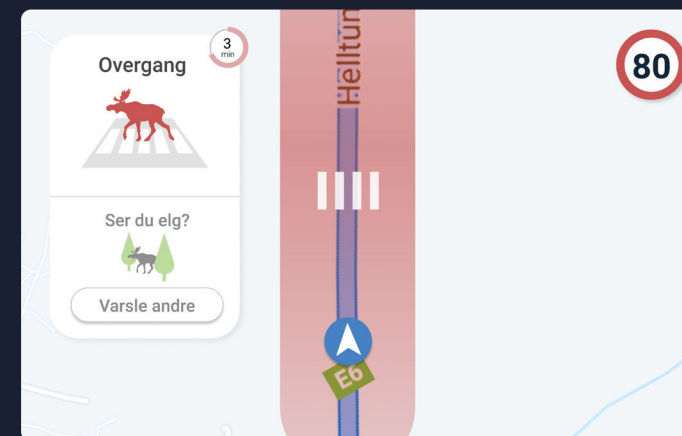 3
min
Overgang
Ser du elg?
Varsle andre
Helltun
E6
80